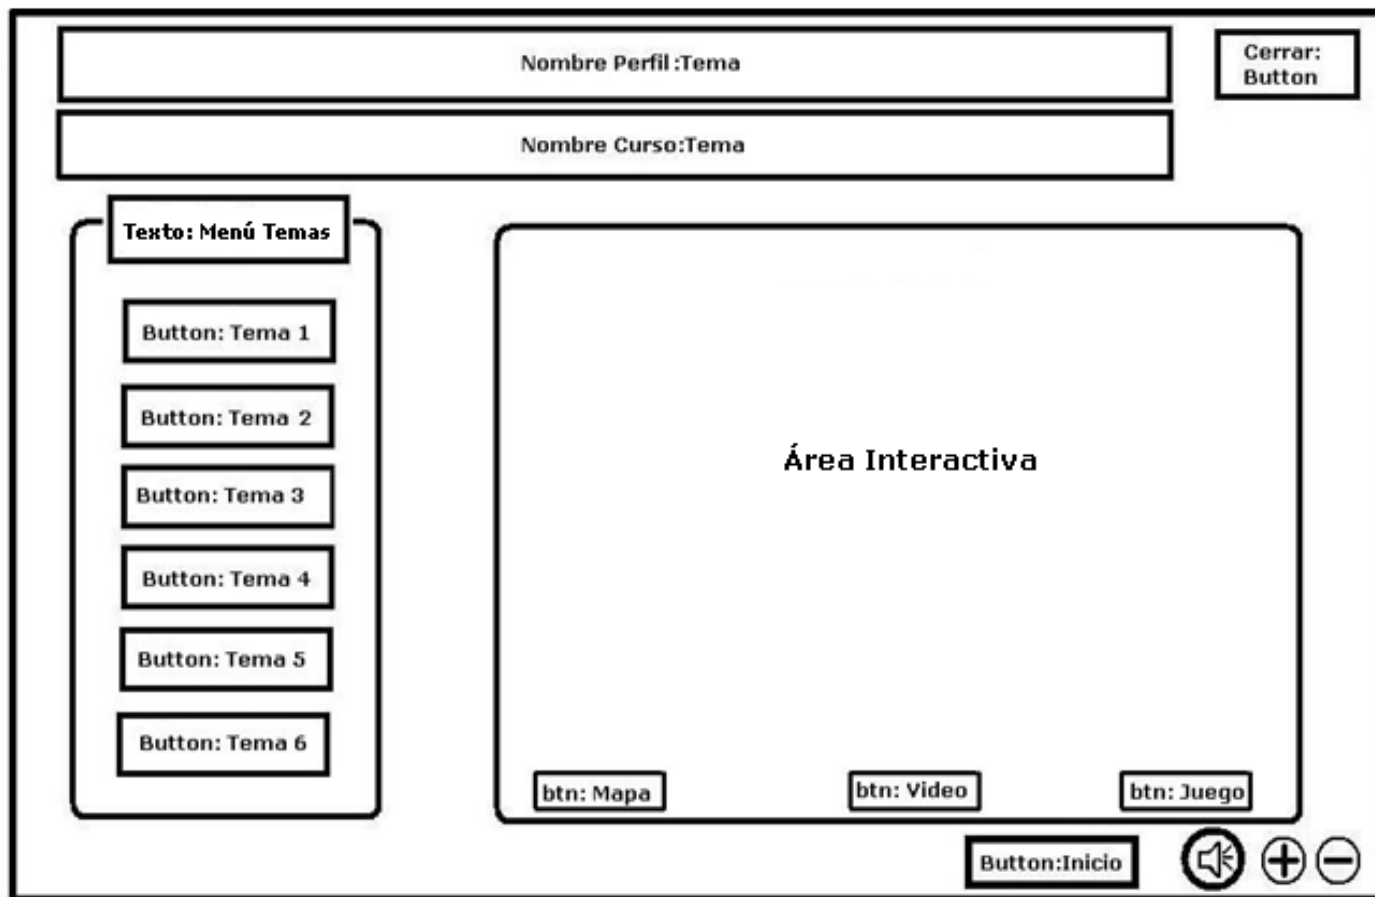 Nombre Perfil :Tema
Cerrar:
Button
Nombre Curso:Tema
Texto: Menú Temas
Button: Tema 1
Button: Tema 2
Button: Tema 3
Button: Tema 4
Button: Tema 5
Button: Tema 6
Área Interactiva
btn: Mapa
btn: Video
btn: Juego
Button:Inicio